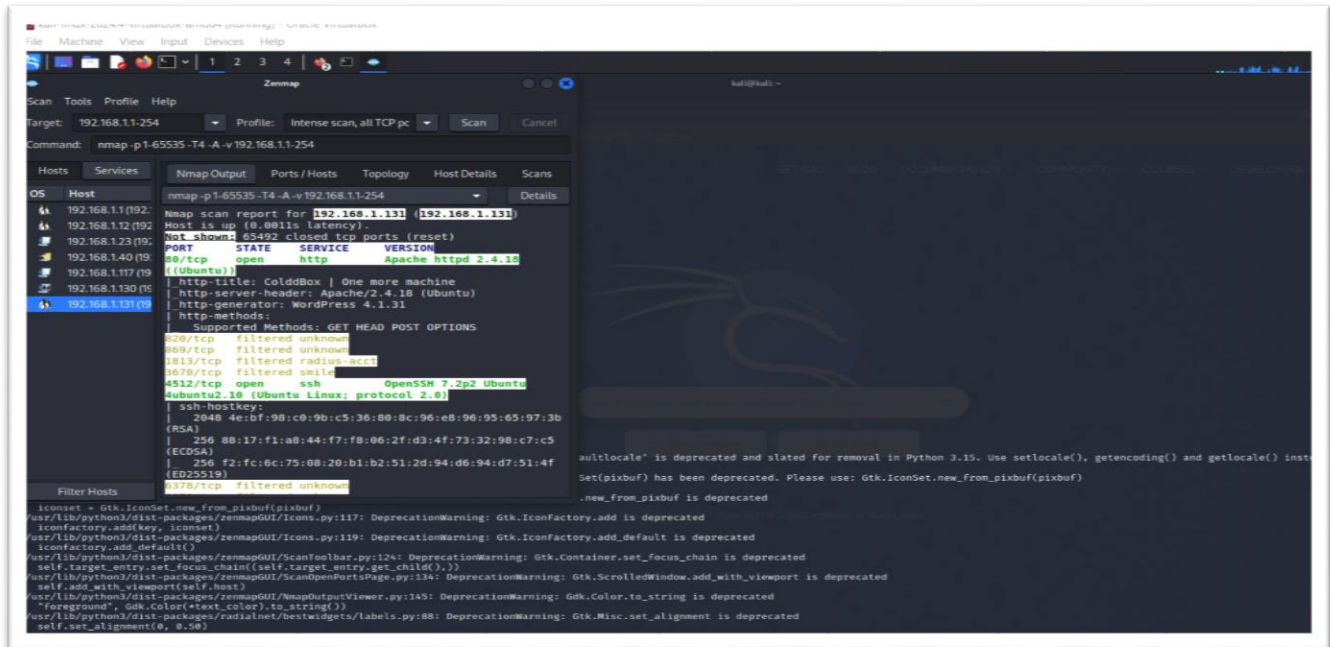 File Machine View Input Devices Help
1 2 3 4
Zenmap
kali@kali: ~
Scan Tools Profile Help
Target: 192.168.1.1-254 Profile: Intense scan, all TCP pc Scan Cancel
Command: nmap -p 1-65535 -T4 -A -v 192.168.1.1-254
Hosts Services
Nmap Output Ports / Hosts Topology Host Details Scans
OS Host
nmap -p 1-65535 -T4 -A -v 192.168.1.1-254 Details
192.168.1.1 (192.
192.168.1.12 (192
192.168.1.23 (192
192.168.1.40 (19
192.168.1.117 (19
192.168.1.130 (19
192.168.1.131 (19
Filter Hosts
Nmap scan report for 192.168.1.131 (192.168.1.131)
Host is up (0.0011s latency).
Not shown: 65492 closed tcp ports (reset)
PORT STATE SERVICE VERSION
80/tcp open http Apache httpd 2.4.18
((Ubuntu))
|_http-title: ColddBox | One more machine
|_http-server-header: Apache/2.4.18 (Ubuntu)
|_http-generator: WordPress 4.1.31
| http-methods:
|_ Supported Methods: GET HEAD POST OPTIONS
820/tcp filtered unknown
869/tcp filtered unknown
1813/tcp filtered radius-acct
3670/tcp filtered smile
4512/tcp open ssh OpenSSH 7.2p2 Ubuntu
4ubuntu2.10 (Ubuntu Linux; protocol 2.0)
| ssh-hostkey:
| 2048 4e:bf:98:c0:9b:c5:36:80:8c:96:e8:96:95:65:97:3b
(RSA)
| 256 88:17:f1:a8:44:f7:f8:06:2f:d3:4f:73:32:98:c7:c5
(ECDSA)
|_ 256 f2:fc:6c:75:08:20:b1:b2:51:2d:94:d6:94:d7:51:4f
(ED25519)
6378/tcp filtered unknown
aultlocale' is deprecated and slated for removal in Python 3.15. Use setlocale(), getencoding() and getlocale() inste
Set(pixbuf) has been deprecated. Please use: Gtk.IconSet.new_from_pixbuf(pixbuf)
.new_from_pixbuf is deprecated
iconset = Gtk.IconSet.new_from_pixbuf(pixbuf)
/usr/lib/python3/dist-packages/zenmapGUI/Icons.py:117: DeprecationWarning: Gtk.IconFactory.add is deprecated
iconfactory.add(key, iconset)
/usr/lib/python3/dist-packages/zenmapGUI/Icons.py:119: DeprecationWarning: Gtk.IconFactory.add_default is deprecated
iconfactory.add_default()
/usr/lib/python3/dist-packages/zenmapGUI/ScanToolbar.py:124: DeprecationWarning: Gtk.Container.set_focus_chain is deprecated
self.target_entry.set_focus_chain((self.target_entry.get_child(),))
/usr/lib/python3/dist-packages/zenmapGUI/ScanOpenPortsPage.py:134: DeprecationWarning: Gtk.ScrolledWindow.add_with_viewport is deprecated
self.add_with_viewport(self.host)
/usr/lib/python3/dist-packages/zenmapGUI/NmapOutputViewer.py:145: DeprecationWarning: Gdk.Color.to_string is deprecated
"foreground", Gdk.Color(*text_color).to_string())
/usr/lib/python3/dist-packages/radialnet/bestwidgets/labels.py:88: DeprecationWarning: Gtk.Misc.set_alignment is deprecated
self.set_alignment(0, 0.50)